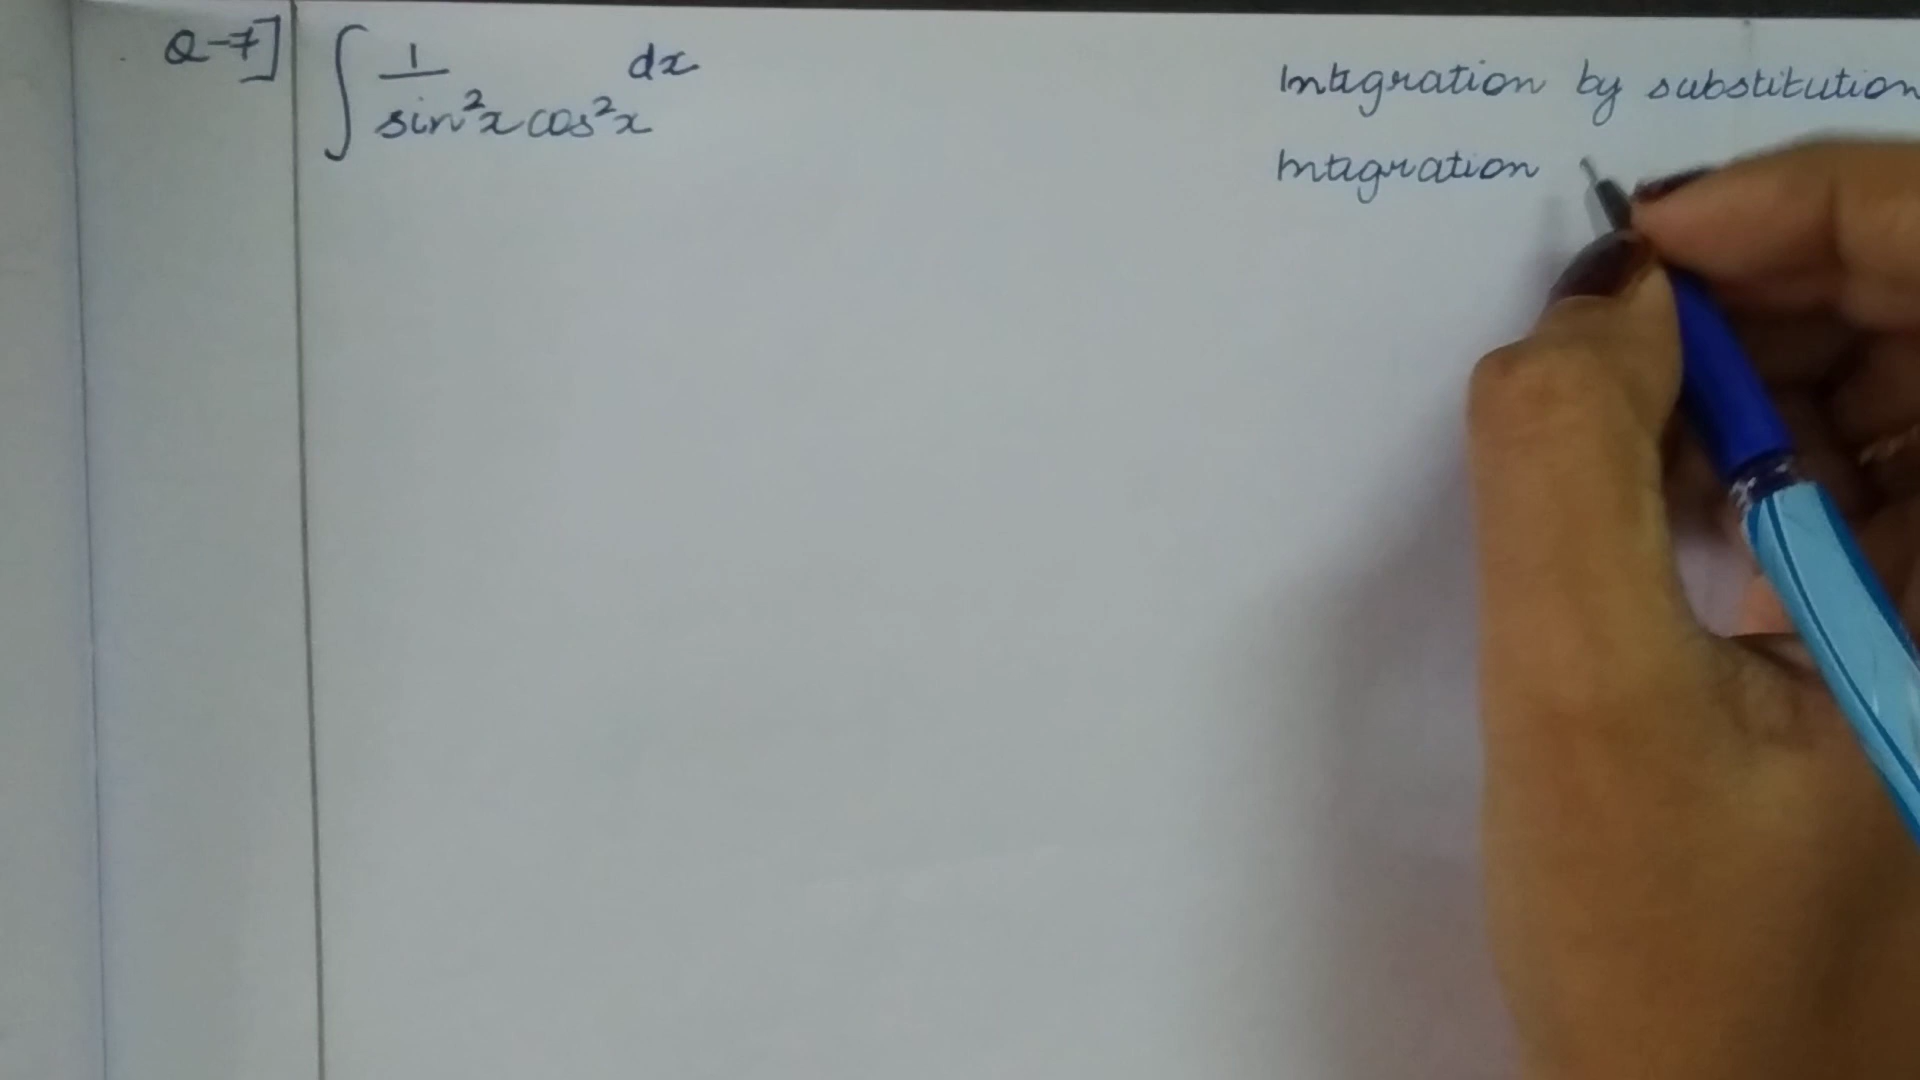 Q-7] ∫ 1/(sin²x cos²x) dx
Integration by substitution
Integration